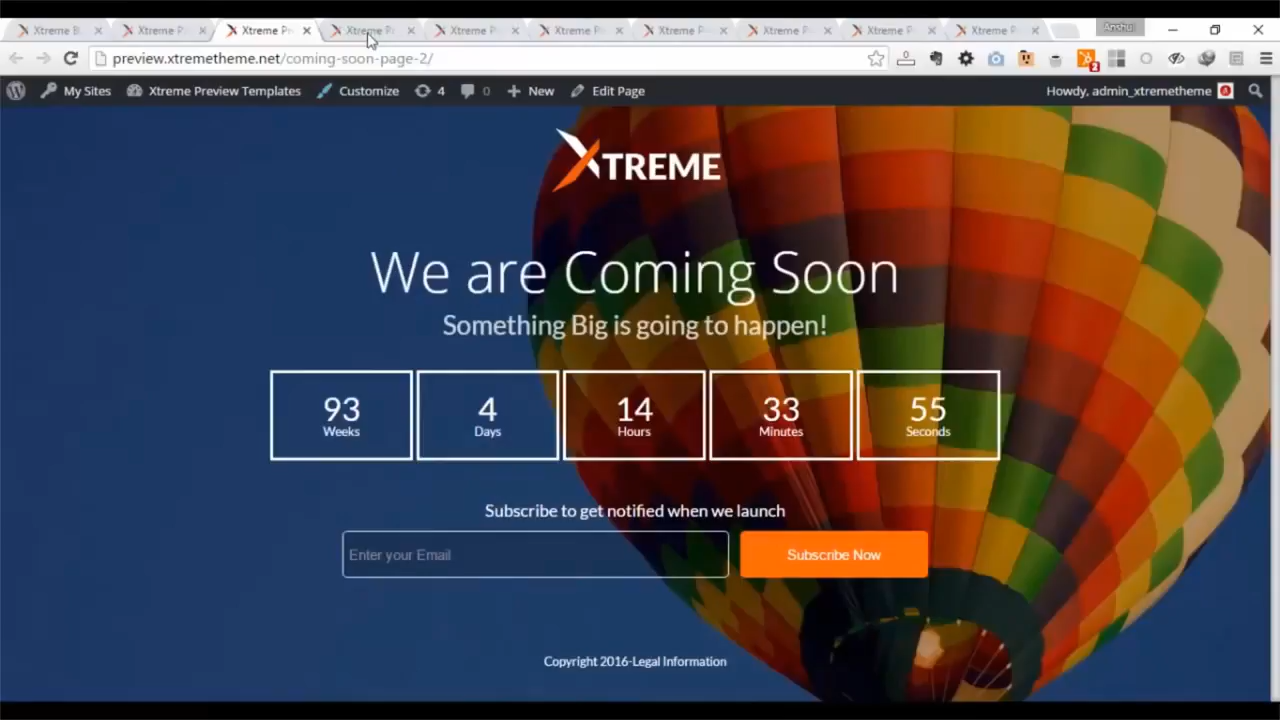 Xtreme B Xtreme P Xtreme P Xtreme P Xtreme P Xtreme P Xtreme P Xtreme P Xtreme P Xtreme P Anshul
preview.xtremetheme.net/coming-soon-page-2/ 2
My Sites Xtreme Preview Templates Customize 4 0 New Edit Page Howdy, admin_xtremetheme
XTREME
We are Coming Soon
Something Big is going to happen!
93 4 14 33 55
Weeks Days Hours Minutes Seconds
Subscribe to get notified when we launch
Enter your Email Subscribe Now
Copyright 2016-Legal Information